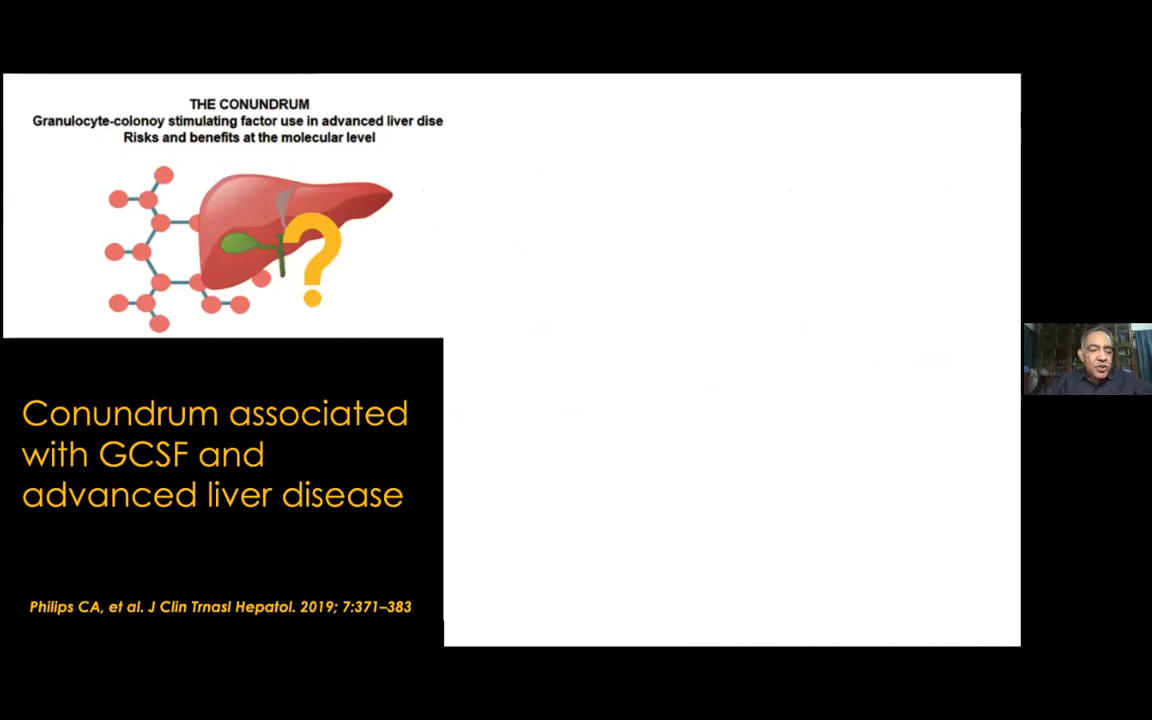 THE CONUNDRUM
Granulocyte-colonoy stimulating factor use in advanced liver dise
Risks and benefits at the molecular level
?
Conundrum associated
with GCSF and
advanced liver disease
Philips CA, et al. J Clin Trnasl Hepatol. 2019; 7:371–383